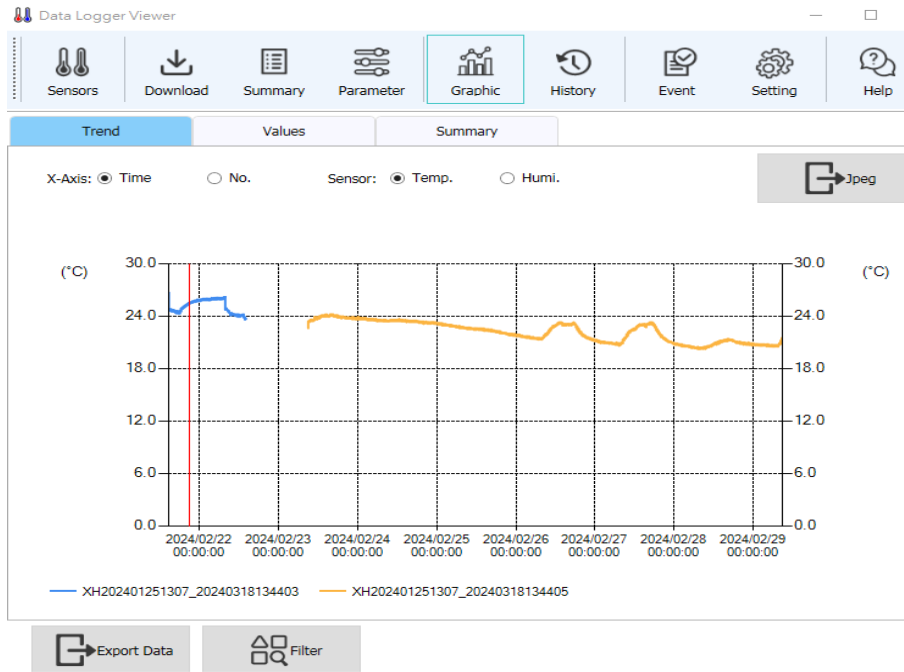 Data Logger Viewer
Sensors Download Summary Parameter Graphic History Event Setting Help
Trend Values Summary
X-Axis: Time No. Sensor: Temp. Humi. Jpeg
(°C) 30.0 30.0 (°C)
24.0 24.0
18.0 18.0
12.0 12.0
6.0 6.0
0.0 0.0
2024/02/22 2024/02/23 2024/02/24 2024/02/25 2024/02/26 2024/02/27 2024/02/28 2024/02/29
00:00:00 00:00:00 00:00:00 00:00:00 00:00:00 00:00:00 00:00:00 00:00:00
XH202401251307_20240318134403 XH202401251307_20240318134405
Export Data Filter